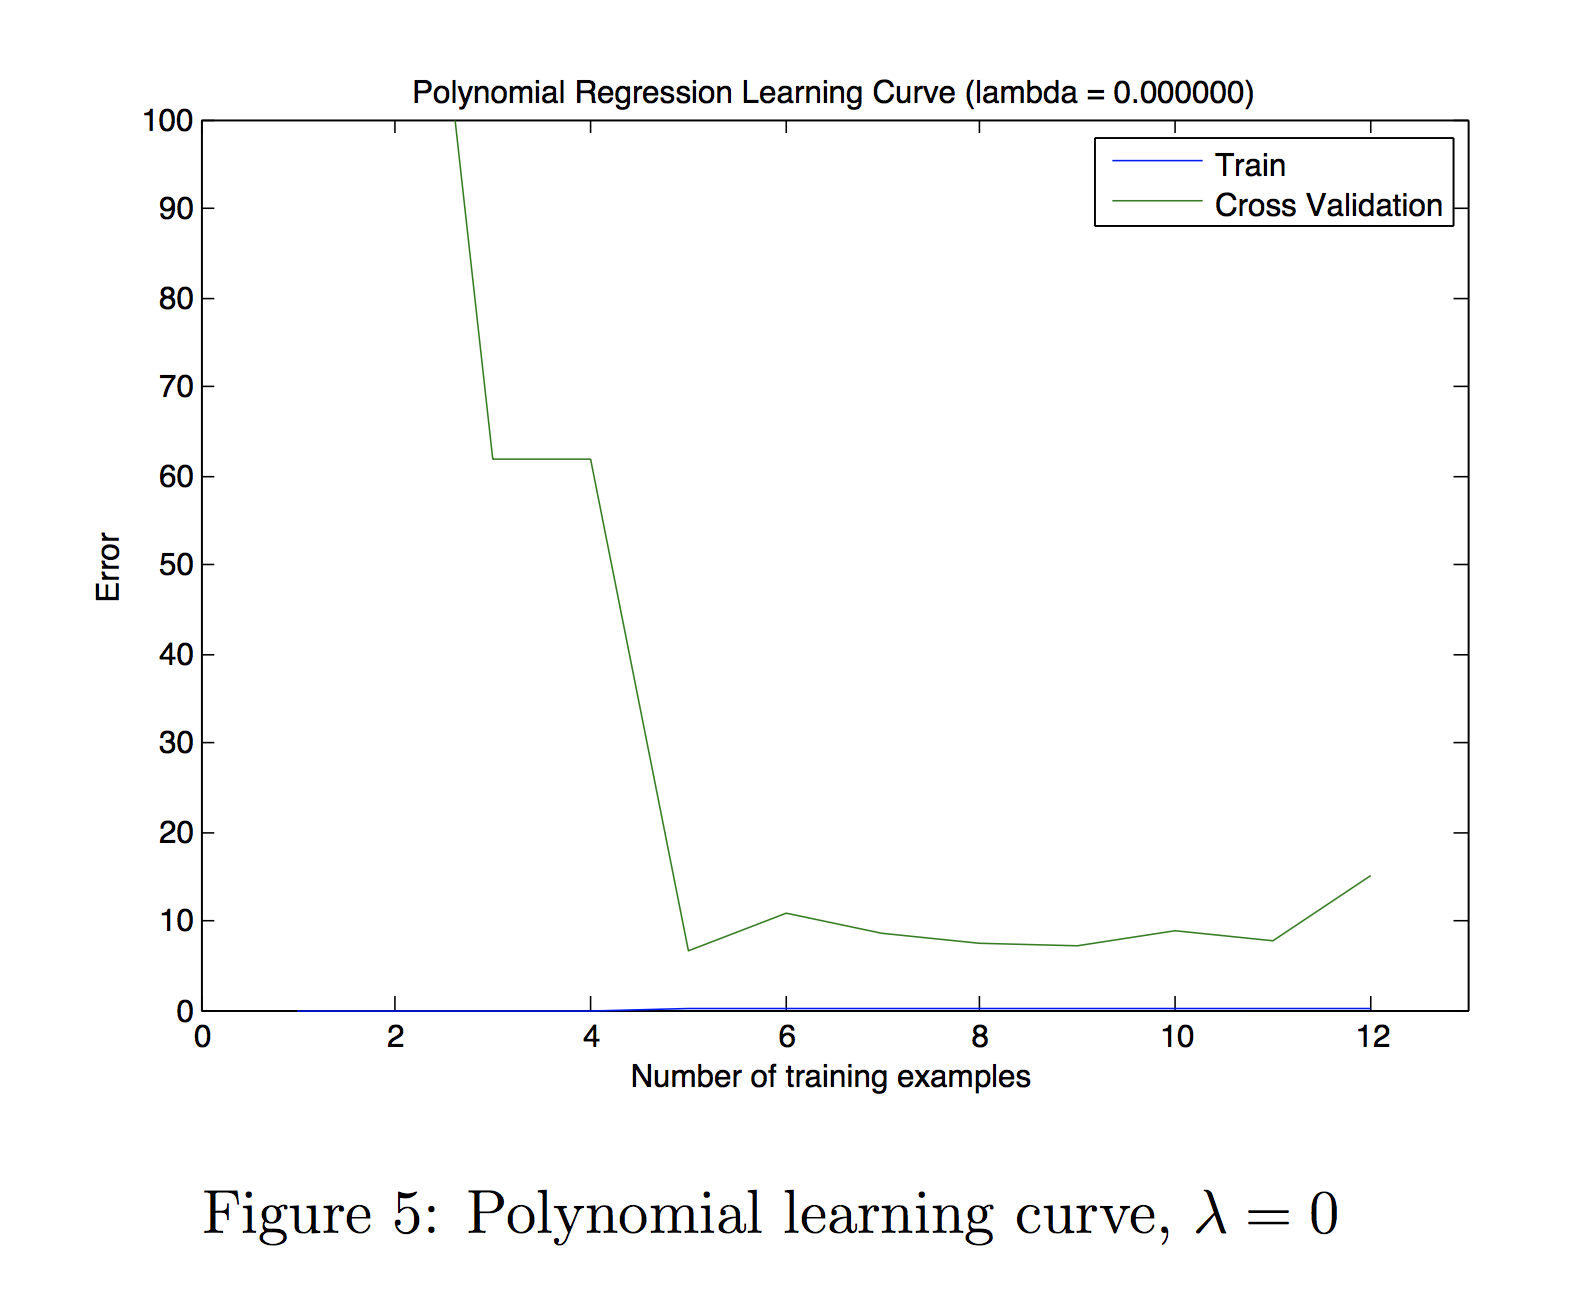 Polynomial Regression Learning Curve (lambda = 0.000000)
100
90
80
70
60
50
40
30
20
10
0
Error
Train
Cross Validation
0 2 4 6 8 10 12
Number of training examples
Figure 5: Polynomial learning curve, λ = 0